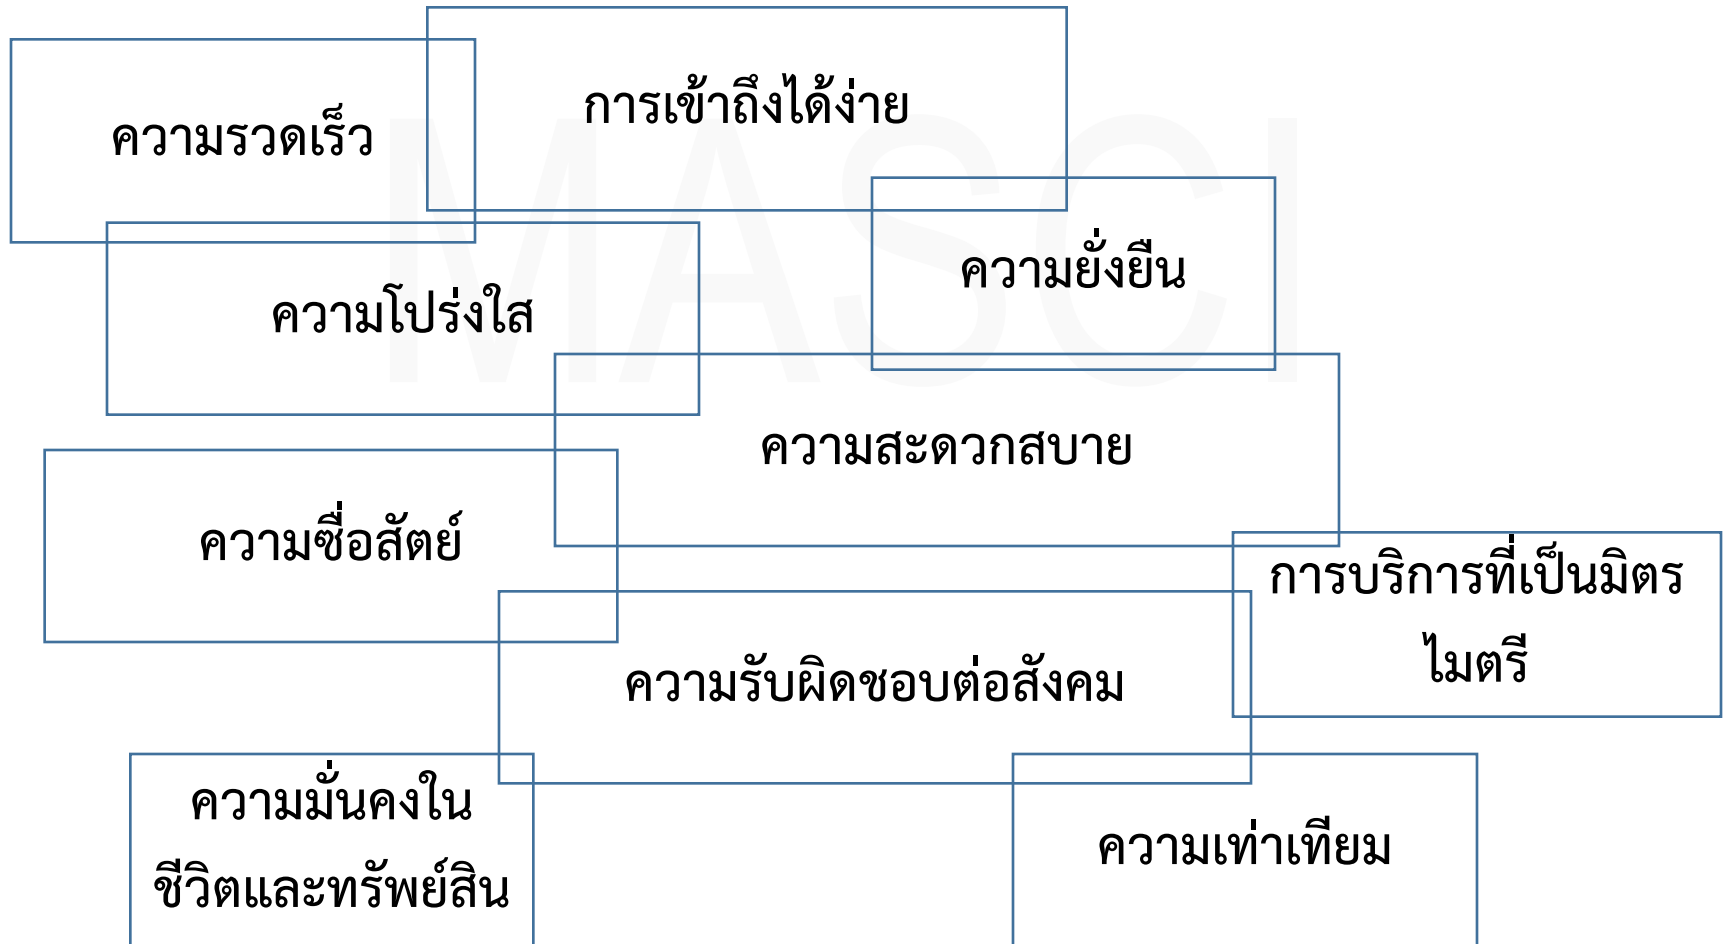 การเข้าถึงได้ง่าย
ความรวดเร็ว
ความยั่งยืน
ความโปร่งใส
ความสะดวกสบาย
ความซื่อสัตย์
การบริการที่เป็นมิตร
ไมตรี
ความรับผิดชอบต่อสังคม
ความมั่นคงใน
ชีวิตและทรัพย์สิน
ความเท่าเทียม
MASCI